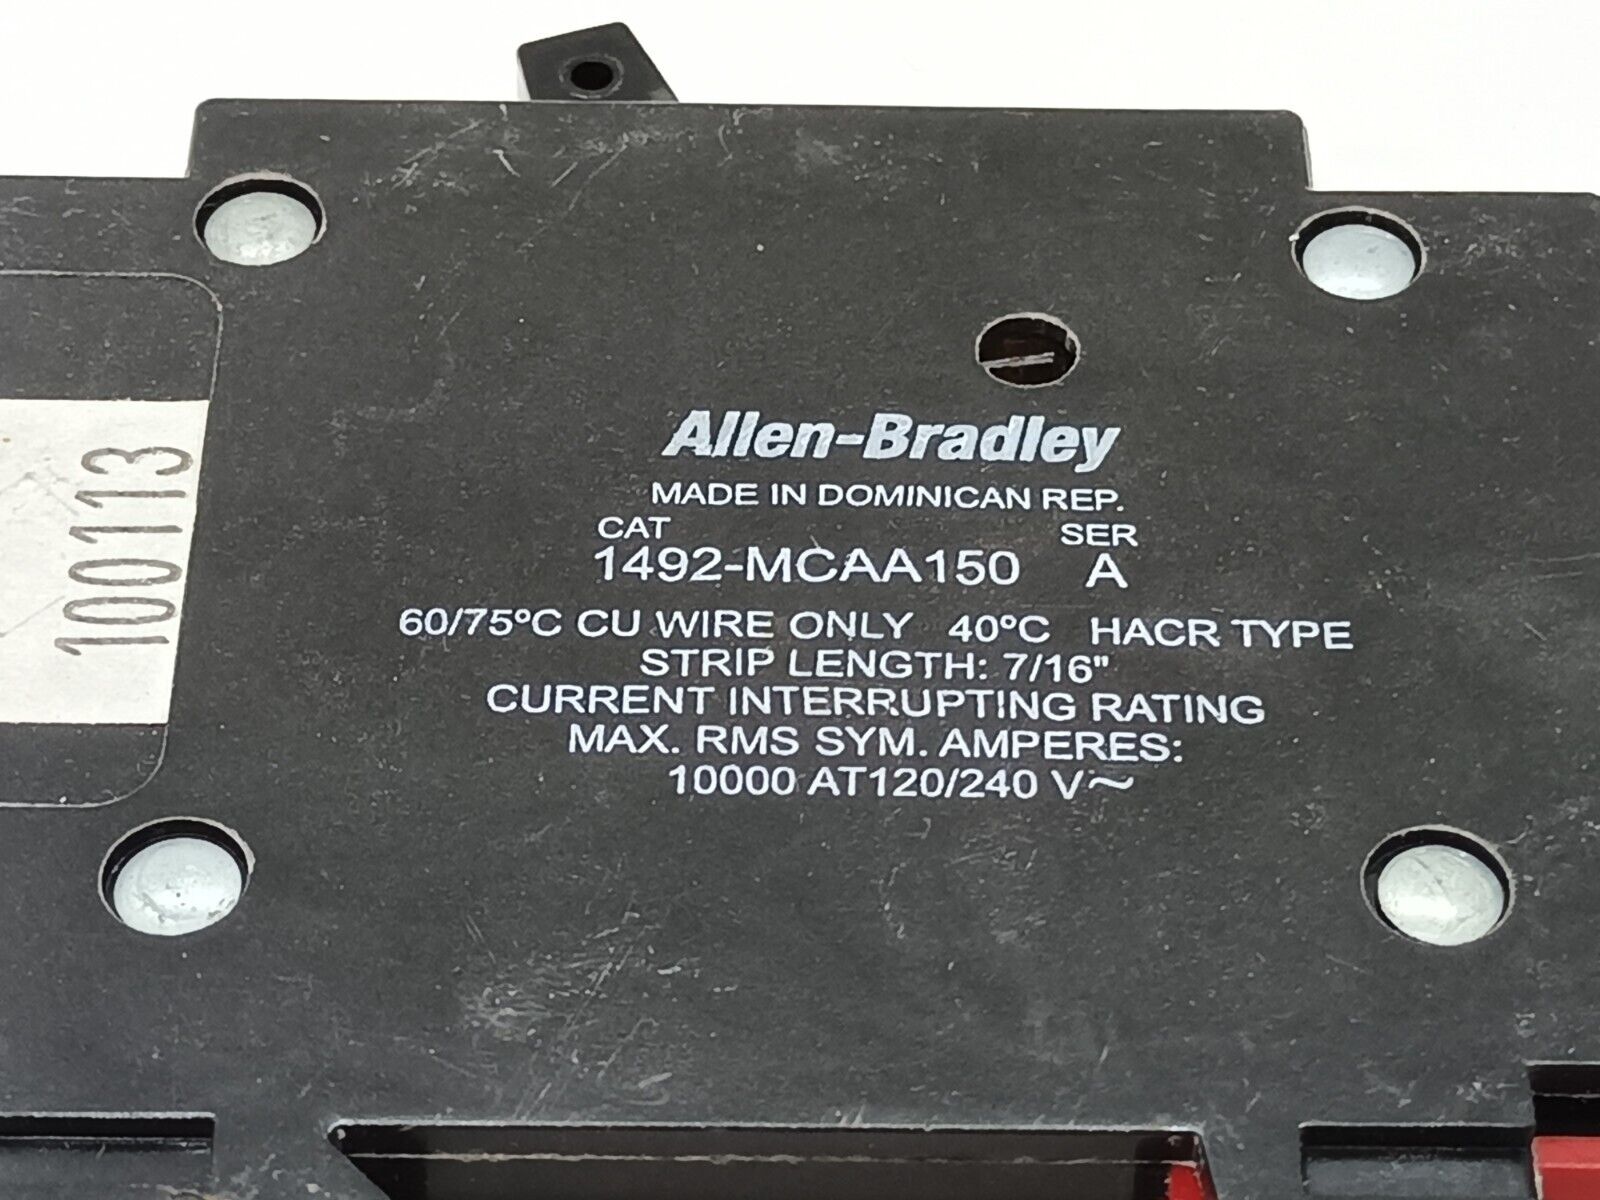 Allen-Bradley
MADE IN DOMINICAN REP.
CAT SER
1492-MCAA150 A
60/75°C CU WIRE ONLY 40°C HACR TYPE
STRIP LENGTH: 7/16"
CURRENT INTERRUPTING RATING
MAX. RMS SYM. AMPERES:
10000 AT120/240 V~
100113